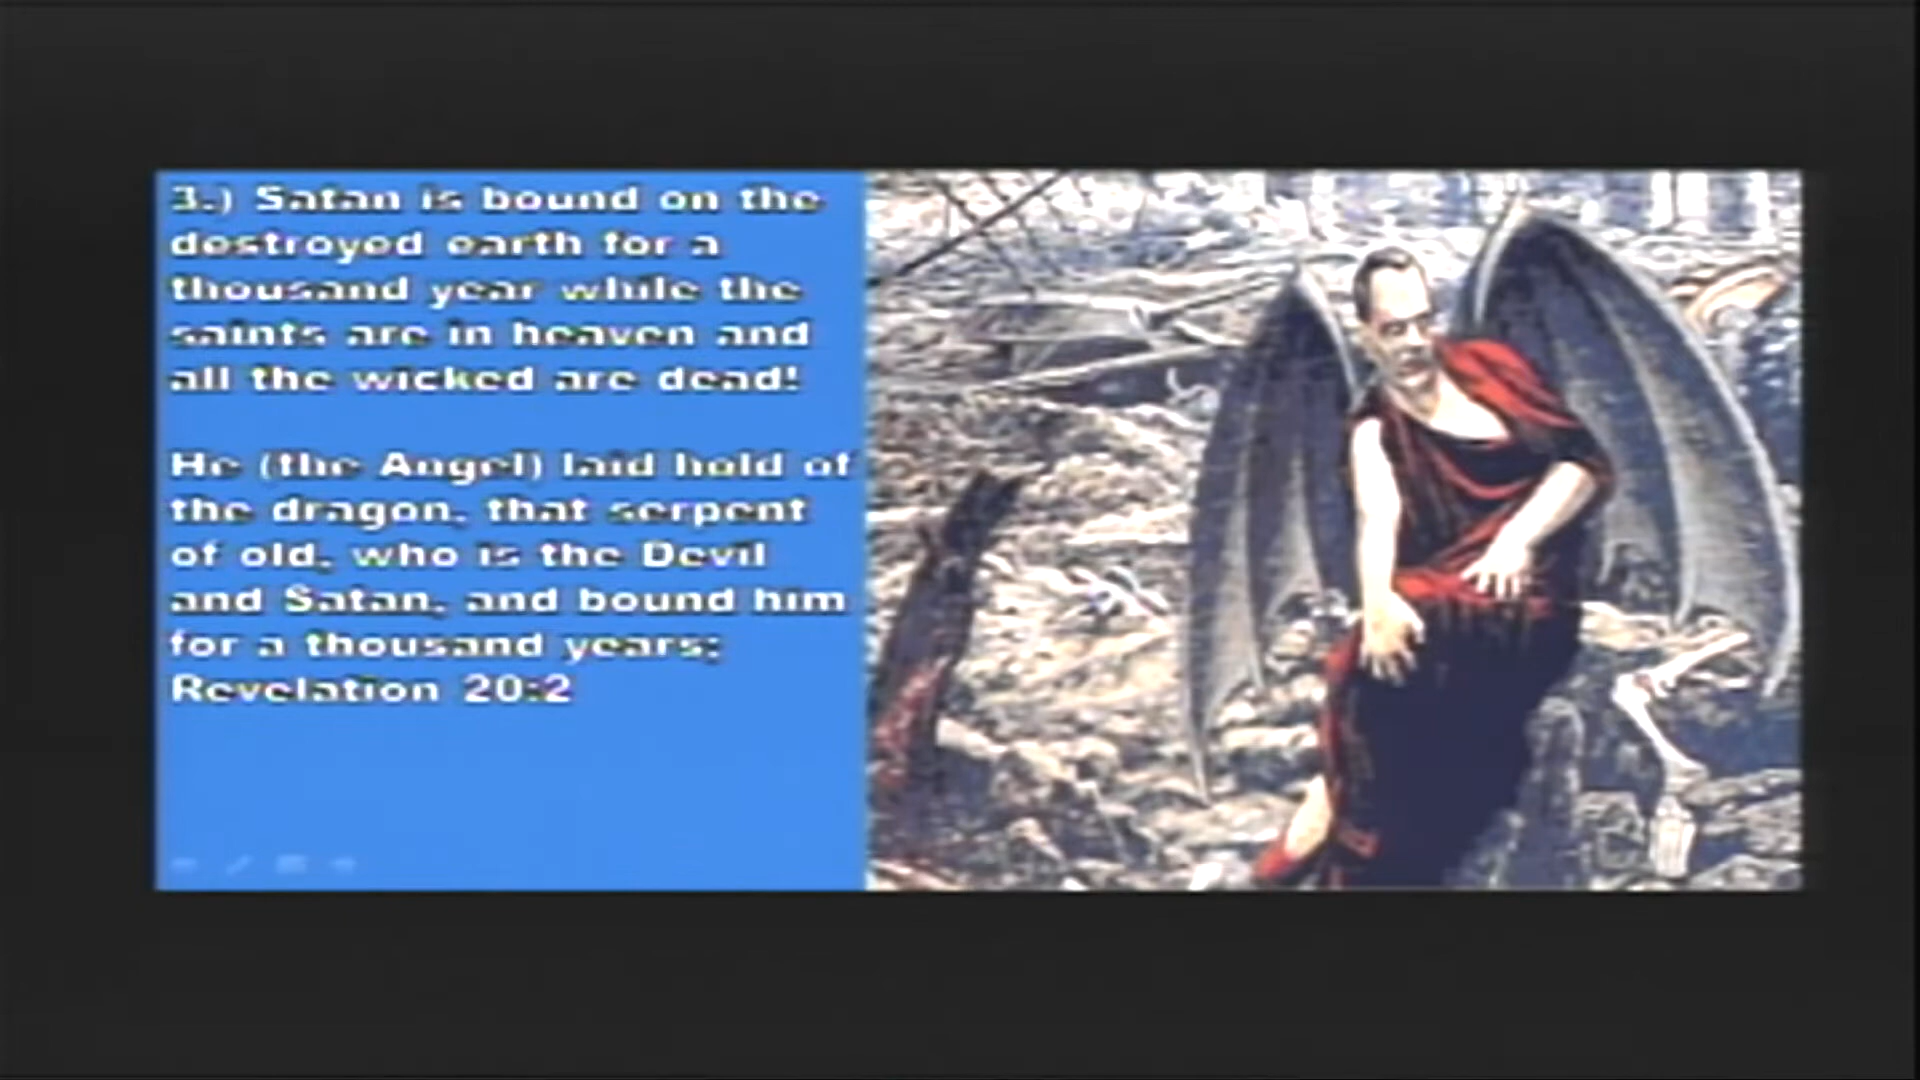 3.) Satan is bound on the
destroyed earth for a
thousand year while the
saints are in heaven and
all the wicked are dead!
He (the Angel) laid hold of
the dragon, that serpent
of old, who is the Devil
and Satan, and bound him
for a thousand years;
Revelation 20:2